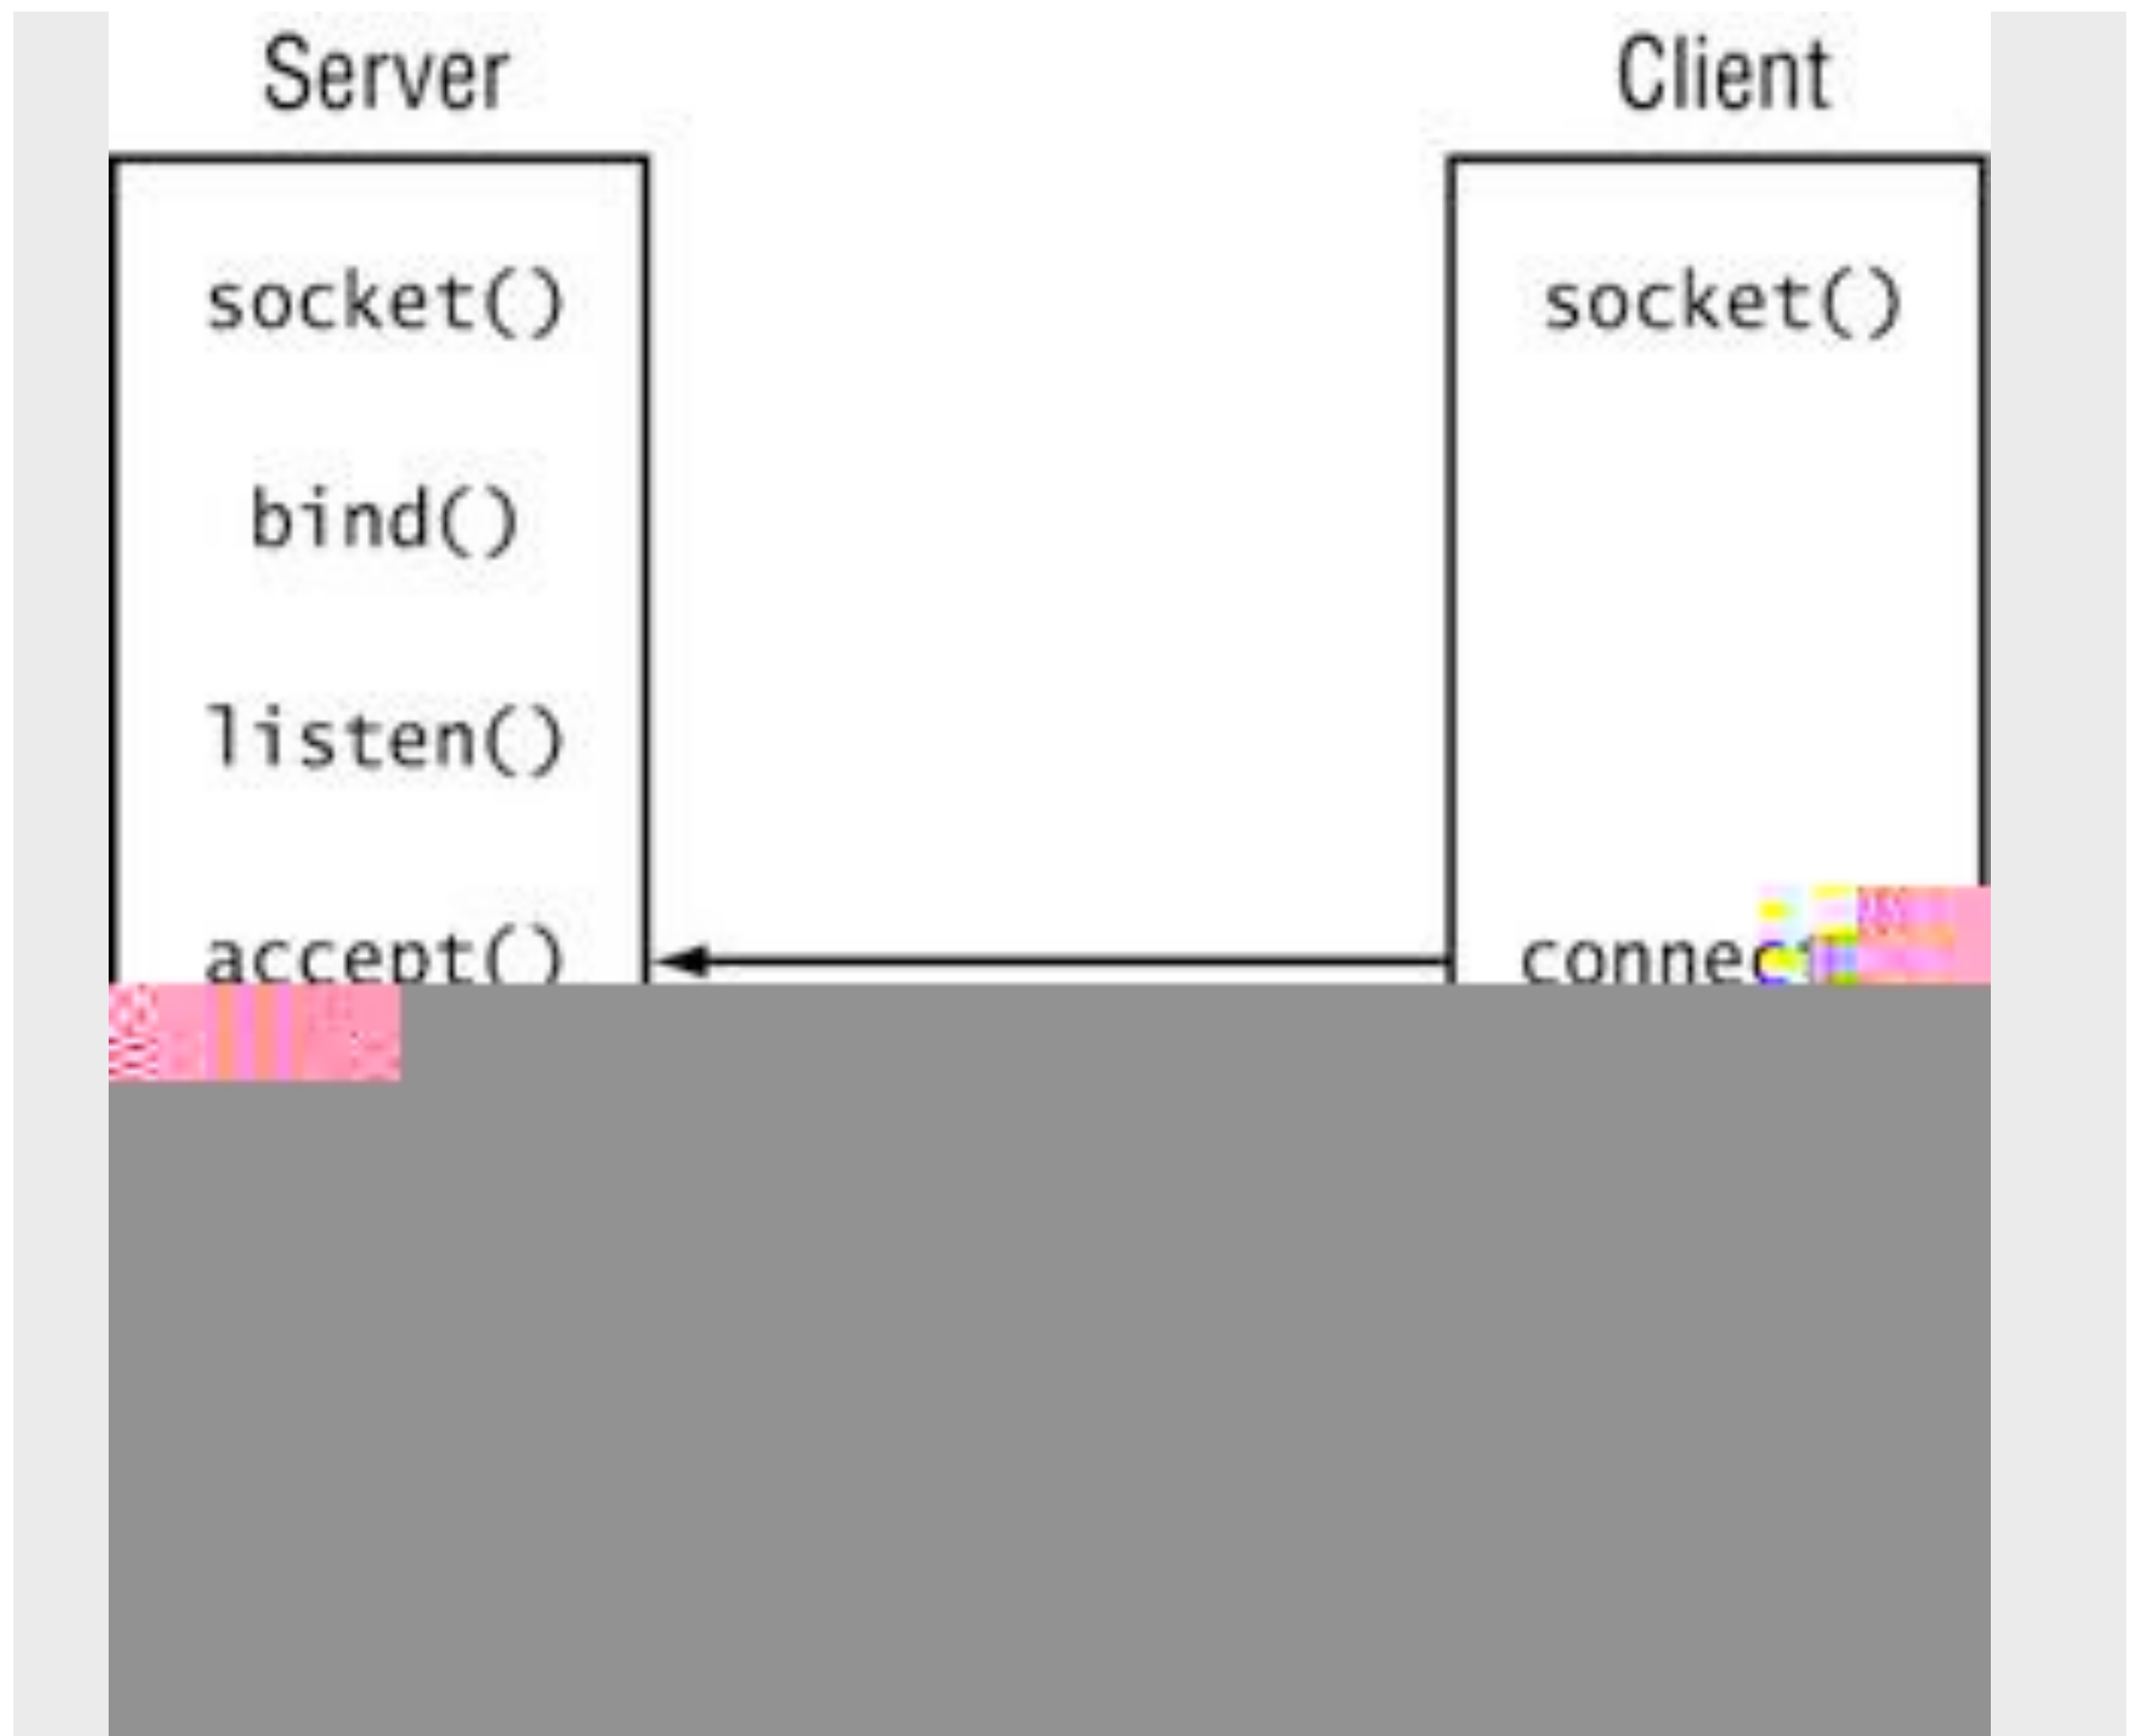 Server
Client
socket()
bind()
listen()
accept()
socket()